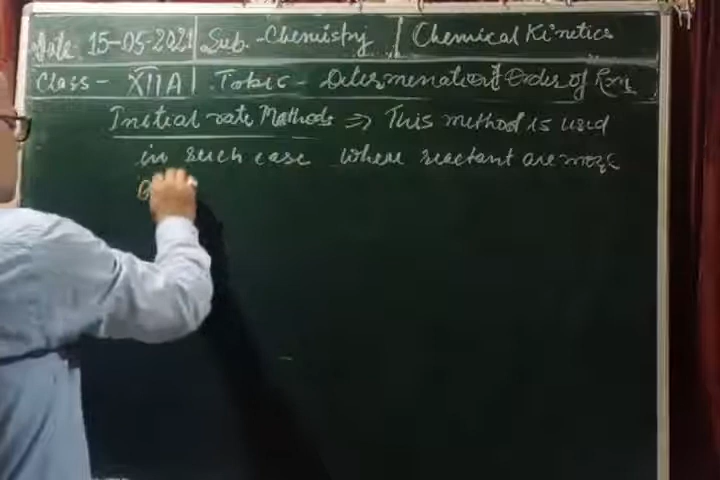 Date 15-05-2021 Sub.-Chemistry | Chemical Kinetics
Class- XIIA Tobic - Determination of Order of Rxn
Initial rate Methods ⇒ This method is used
in such case where reactant are more